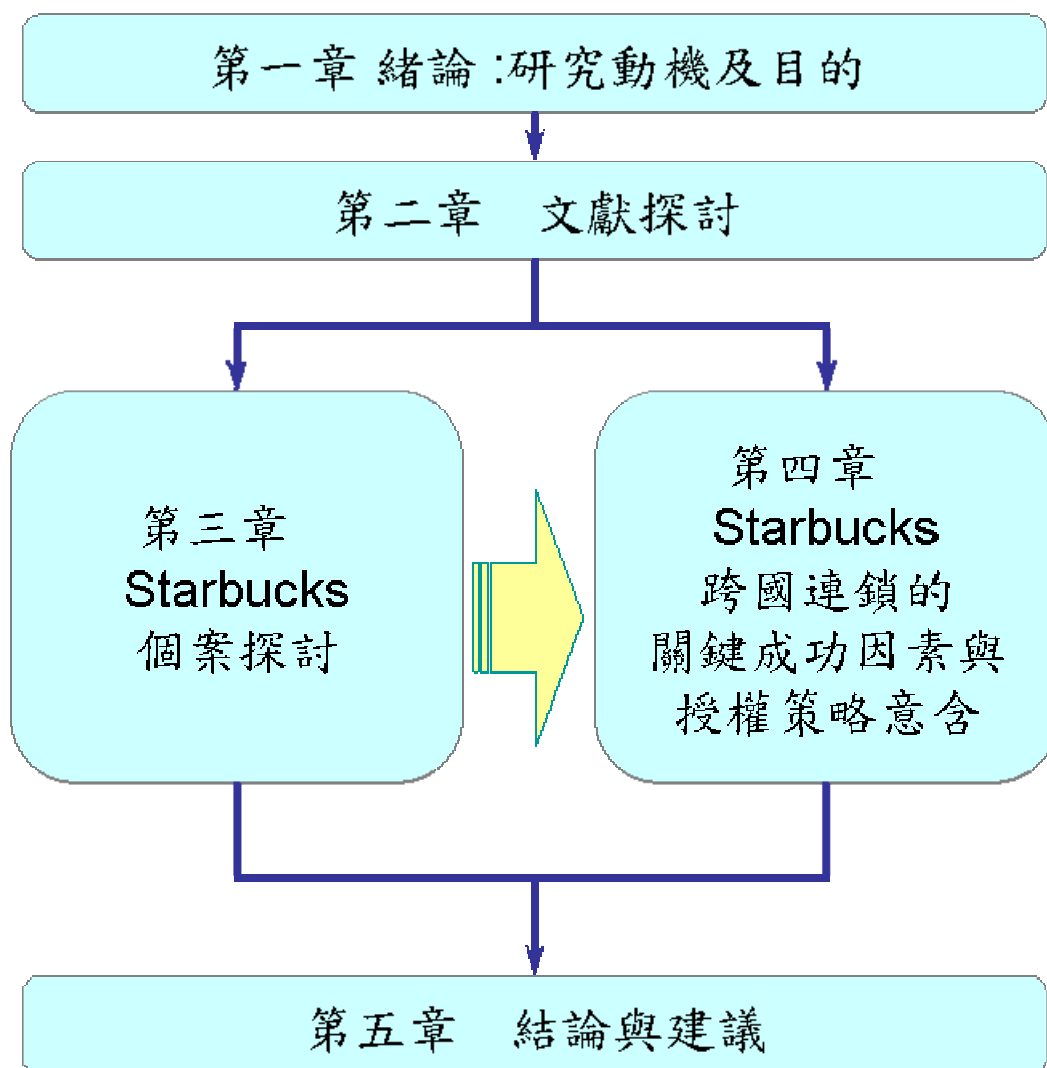 第一章 緒論:研究動機及目的
第二章 文獻探討
第三章
Starbucks
個案探討
第四章
Starbucks
跨國連鎖的
關鍵成功因素與
授權策略意含
第五章 結論與建議